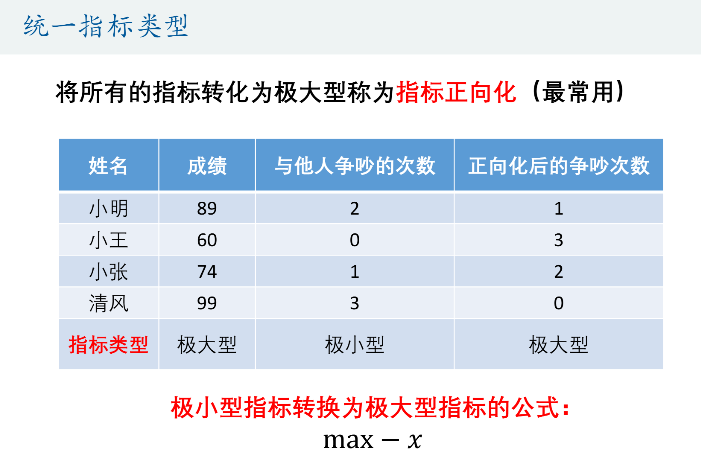 统一指标类型
将所有的指标转化为极大型称为指标正向化（最常用）
姓名 成绩 与他人争吵的次数 正向化后的争吵次数
小明 89 2 1
小王 60 0 3
小张 74 1 2
清风 99 3 0
指标类型 极大型 极小型 极大型
极小型指标转换为极大型指标的公式：
max − x